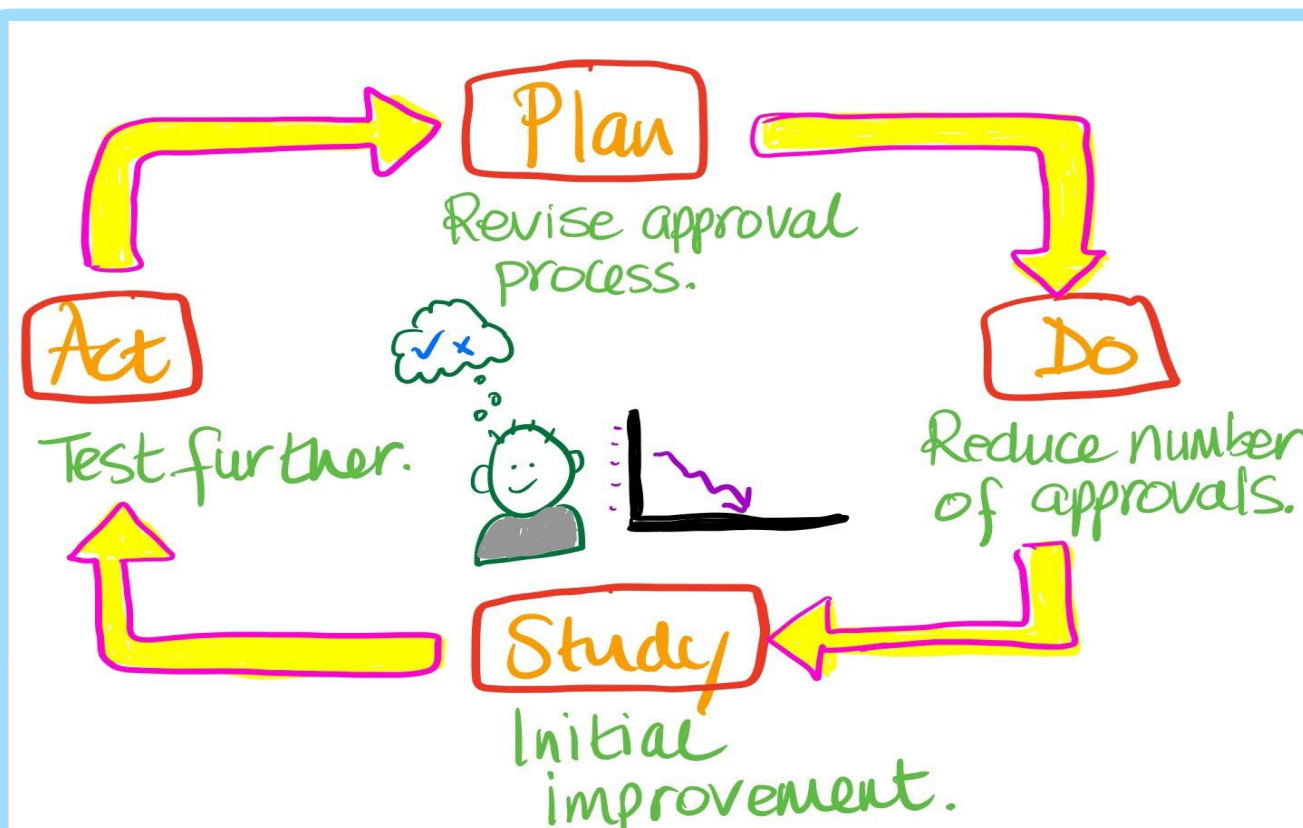 Plan
Revise approval
process.
Do
Reduce number
of approvals.
Study
Initial
improvement.
Act
Test further.